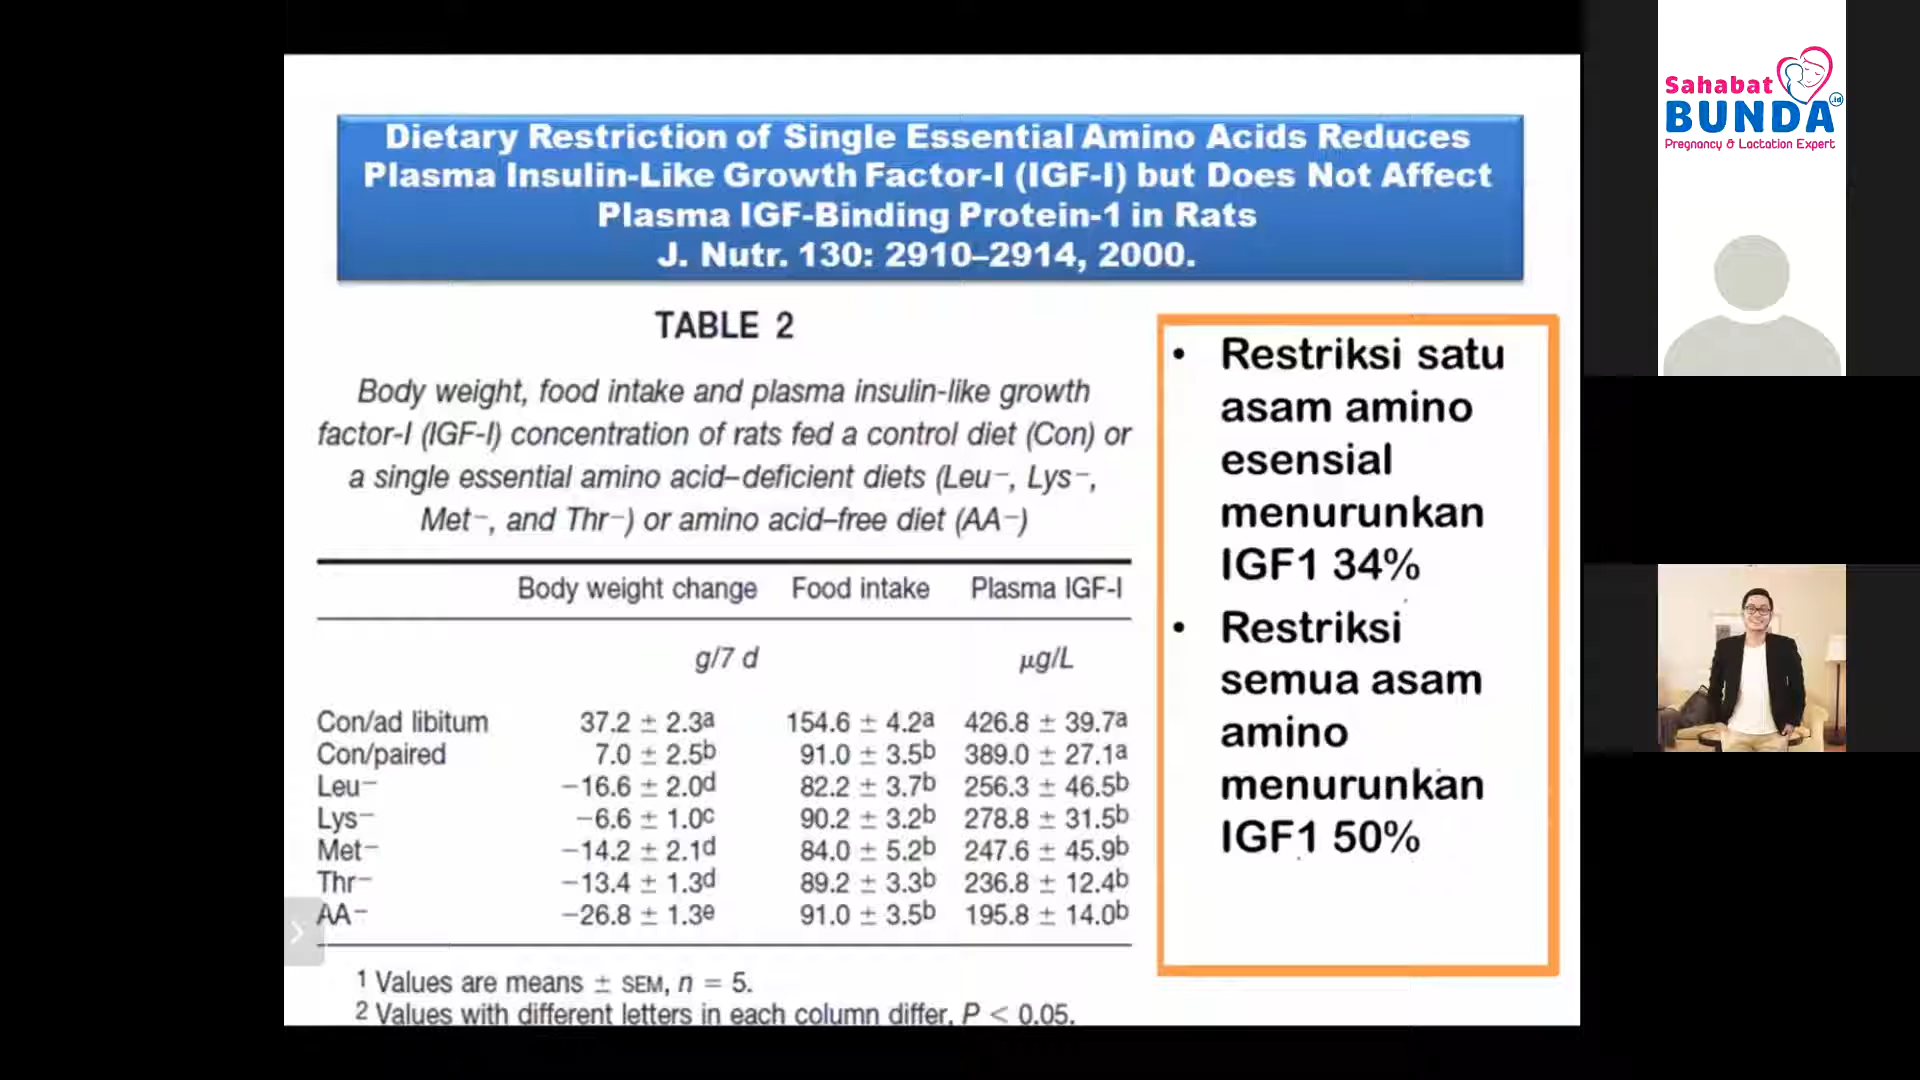 Dietary Restriction of Single Essential Amino Acids Reduces
Plasma Insulin-Like Growth Factor-I (IGF-I) but Does Not Affect
Plasma IGF-Binding Protein-1 in Rats
J. Nutr. 130: 2910–2914, 2000.
TABLE 2
Body weight, food intake and plasma insulin-like growth
factor-I (IGF-I) concentration of rats fed a control diet (Con) or
a single essential amino acid–deficient diets (Leu−, Lys−,
Met−, and Thr−) or amino acid–free diet (AA−)
Body weight change Food intake Plasma IGF-I
g/7 d μg/L
Con/ad libitum 37.2 ± 2.3a 154.6 ± 4.2a 426.8 ± 39.7a
Con/paired 7.0 ± 2.5b 91.0 ± 3.5b 389.0 ± 27.1a
Leu− −16.6 ± 2.0d 82.2 ± 3.7b 256.3 ± 46.5b
Lys− −6.6 ± 1.0c 90.2 ± 3.2b 278.8 ± 31.5b
Met− −14.2 ± 2.1d 84.0 ± 5.2b 247.6 ± 45.9b
Thr− −13.4 ± 1.3d 89.2 ± 3.3b 236.8 ± 12.4b
AA− −26.8 ± 1.3e 91.0 ± 3.5b 195.8 ± 14.0b
1 Values are means ± SEM, n = 5.
2 Values with different letters in each column differ, P < 0.05.
• Restriksi satu
asam amino
esensial
menurunkan
IGF1 34%
• Restriksi
semua asam
amino
menurunkan
IGF1 50%
Sahabat
BUNDA.id
Pregnancy & Lactation Expert